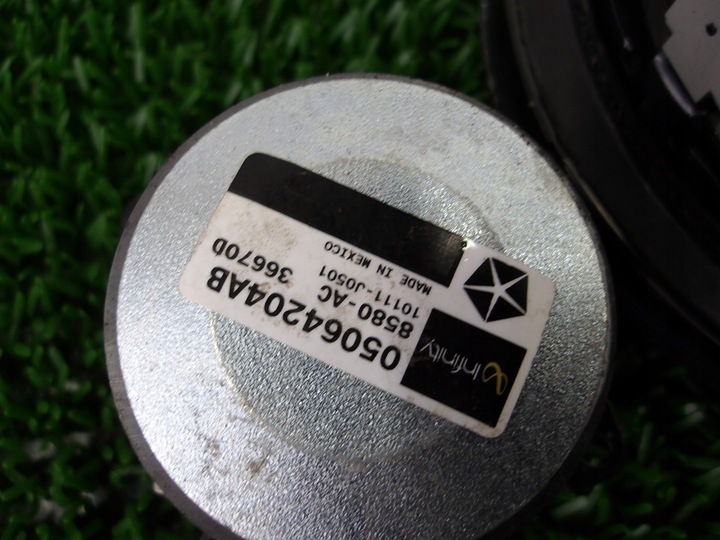 Infinity
05064204AB
8580-AC 36670D
10111-J0501
MADE IN MEXICO